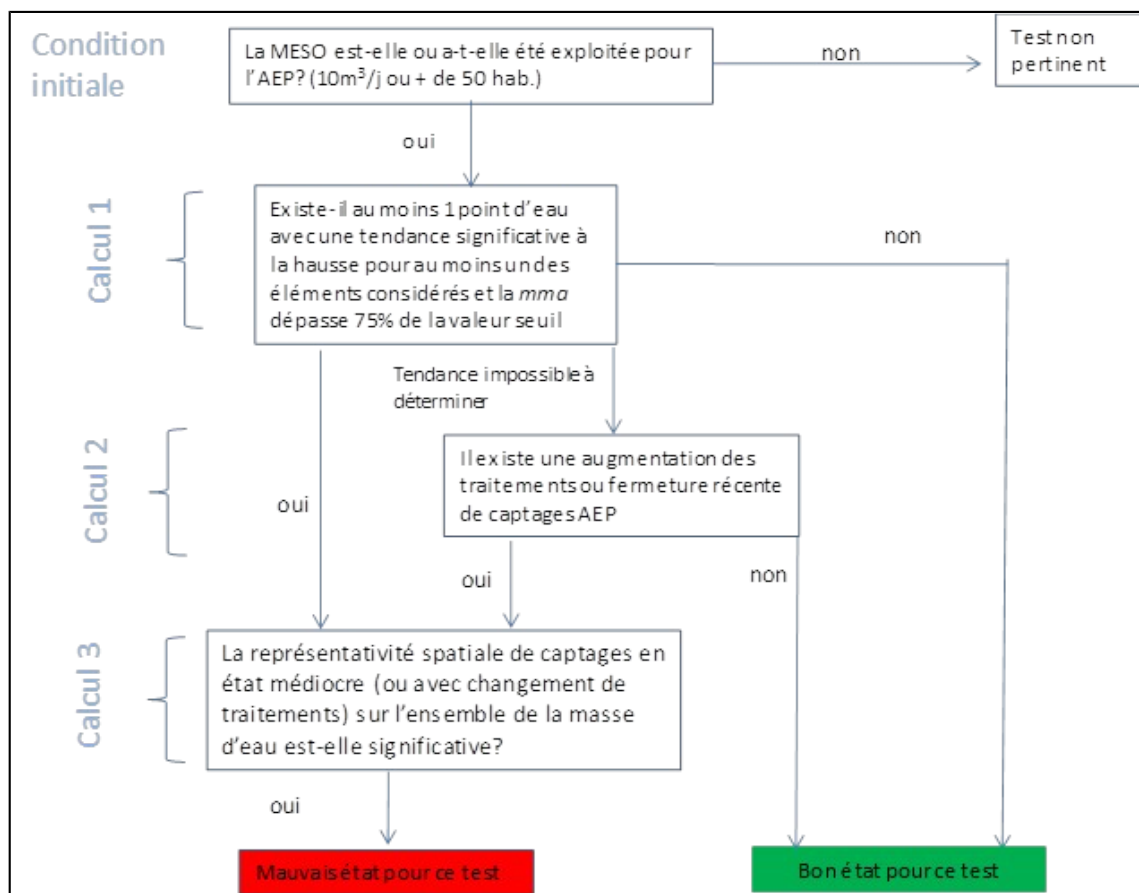 Condition
initiale
La MESO est-elle ou a-t-elle été exploitée pour
l'AEP? (10m³/j ou + de 50 hab.)
non
Test non
pertinent
oui
Calcul 1
Existe-il au moins 1 point d'eau
avec une tendance significative à
la hausse pour au moins un des
éléments considérés et la mma
dépasse 75% de la valeur seuil
non
Tendance impossible à
déterminer
Calcul 2
oui
Il existe une augmentation des
traitements ou fermeture récente
de captages AEP
oui
non
Calcul 3
La représentativité spatiale de captages en
état médiocre (ou avec changement de
traitements) sur l'ensemble de la masse
d'eau est-elle significative?
oui
Mauvais état pour ce test
Bon état pour ce test